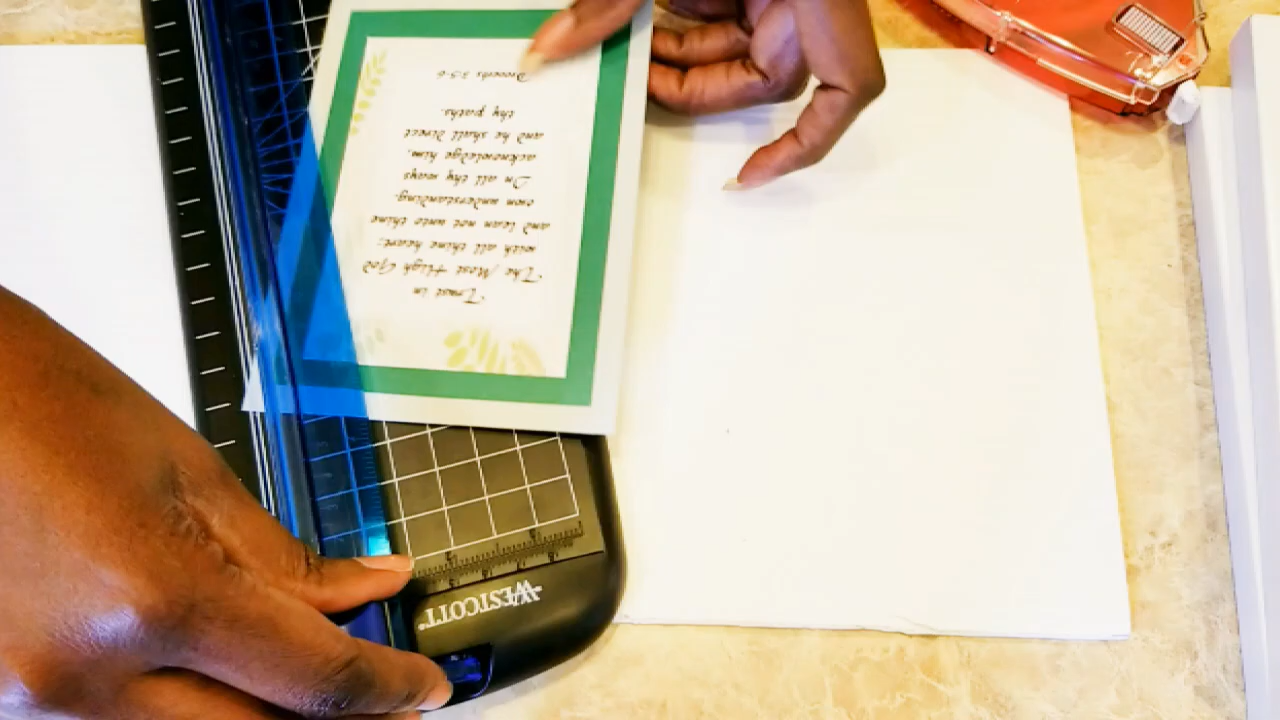 Trust in
The Most High God
with all thine heart;
and lean not unto thine
own understanding.
In all thy ways
acknowledge him,
and he shall direct
thy paths.
Proverbs 3:5-6
WESTCOTT